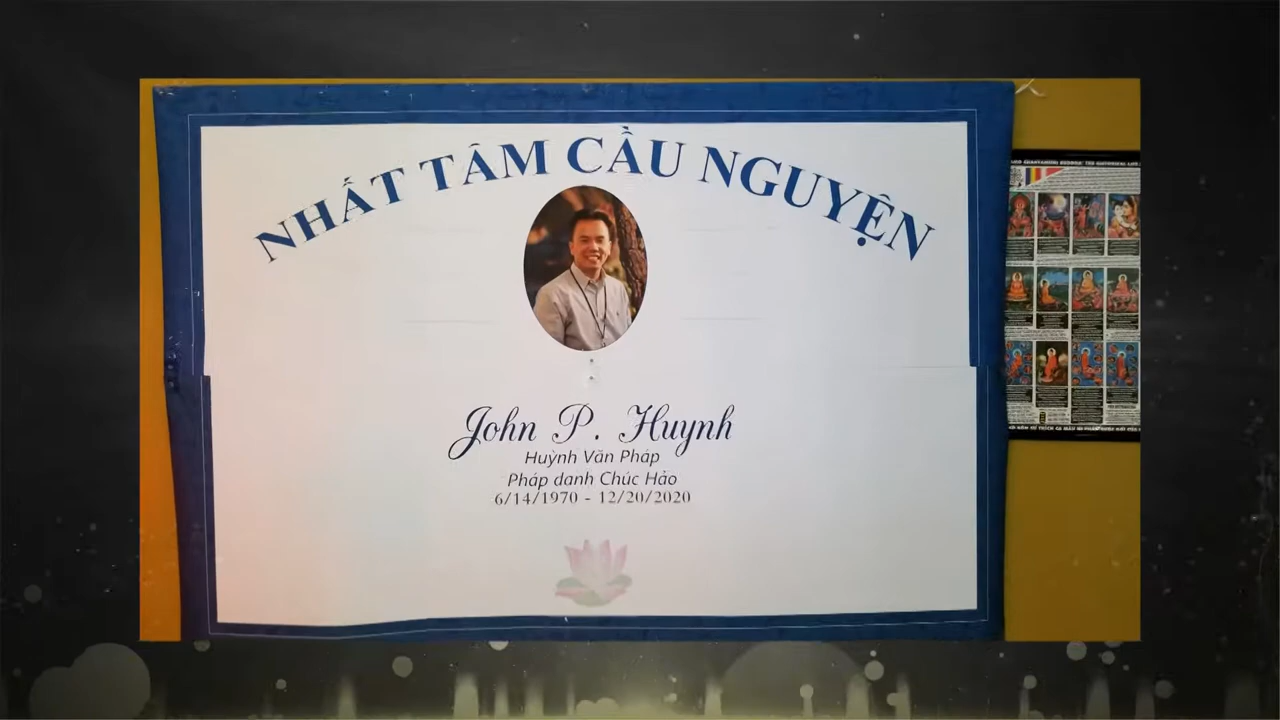 NHẤT TÂM CẦU NGUYỆN
John P. Huynh
Huỳnh Văn Pháp
Pháp danh Chúc Hảo
6/14/1970 - 12/20/2020